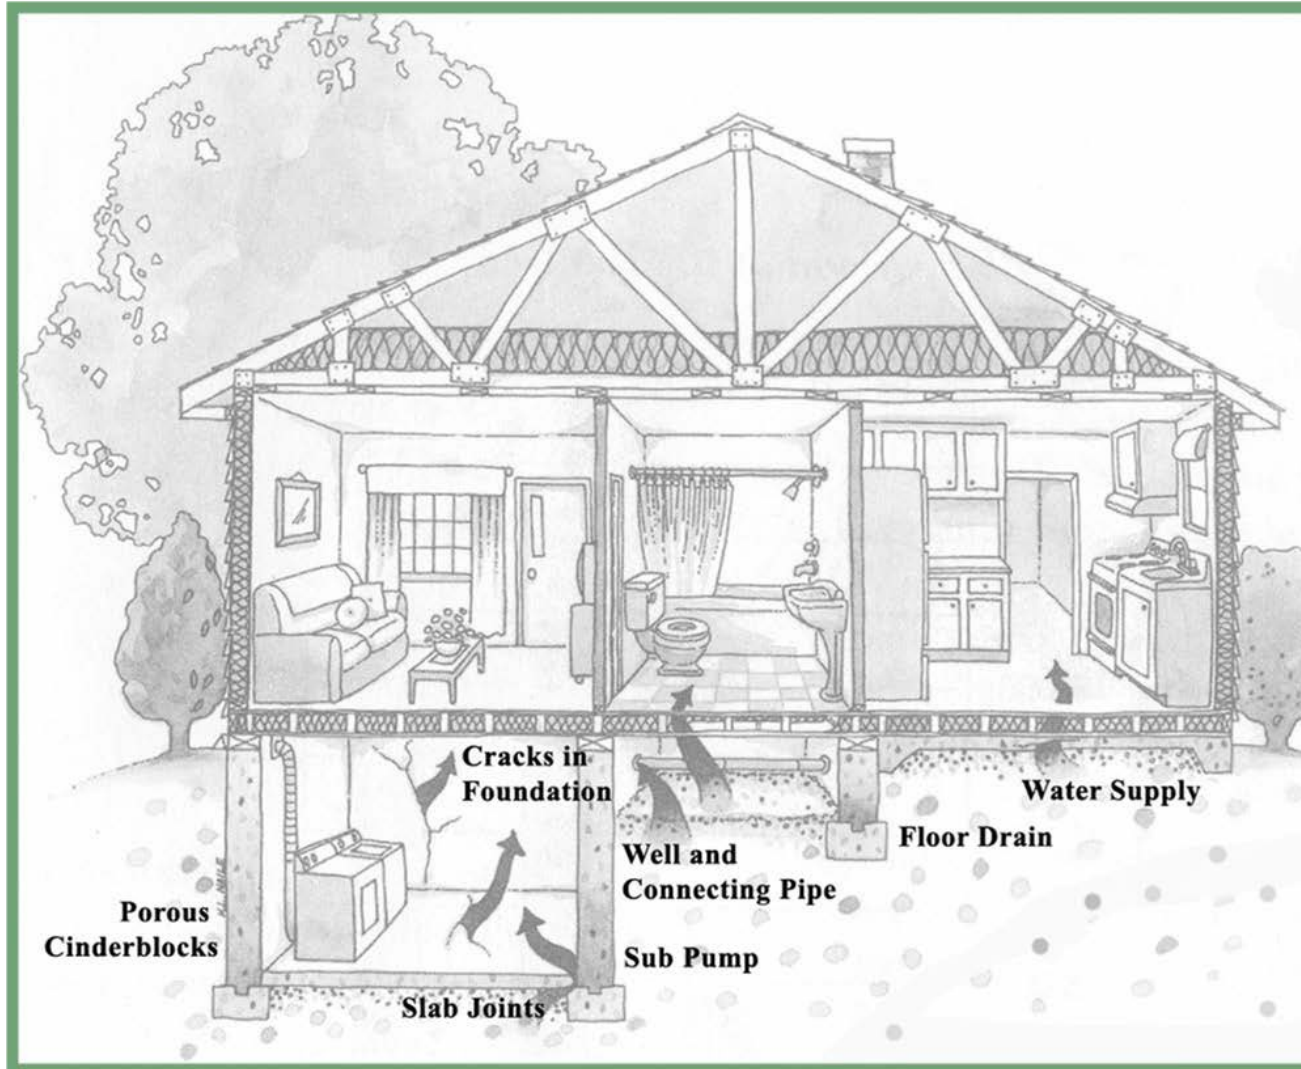 Cracks in
Foundation
Water Supply
Floor Drain
Well and
Connecting Pipe
Porous
Cinderblocks
Sub Pump
Slab Joints